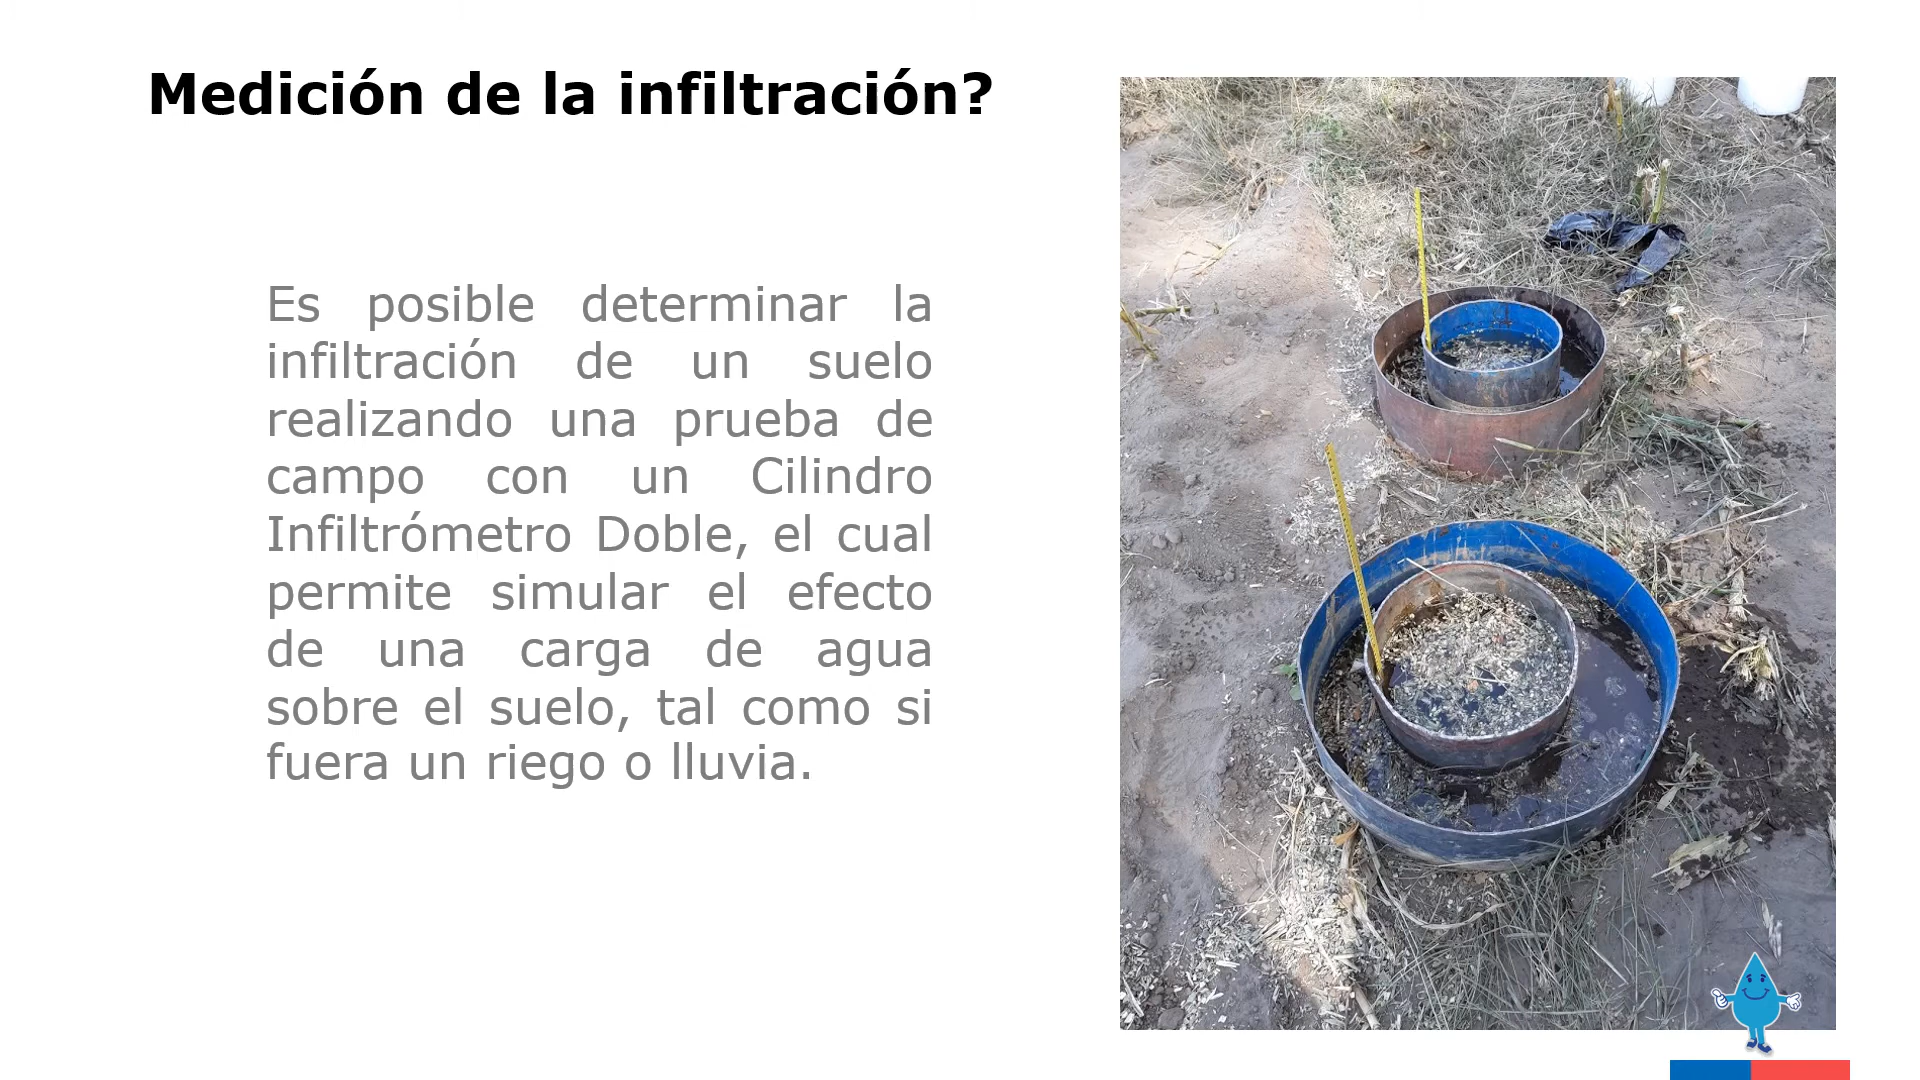 Medición de la infiltración?
Es posible determinar la
infiltración de un suelo
realizando una prueba de
campo con un Cilindro
Infiltrómetro Doble, el cual
permite simular el efecto
de una carga de agua
sobre el suelo, tal como si
fuera un riego o lluvia.